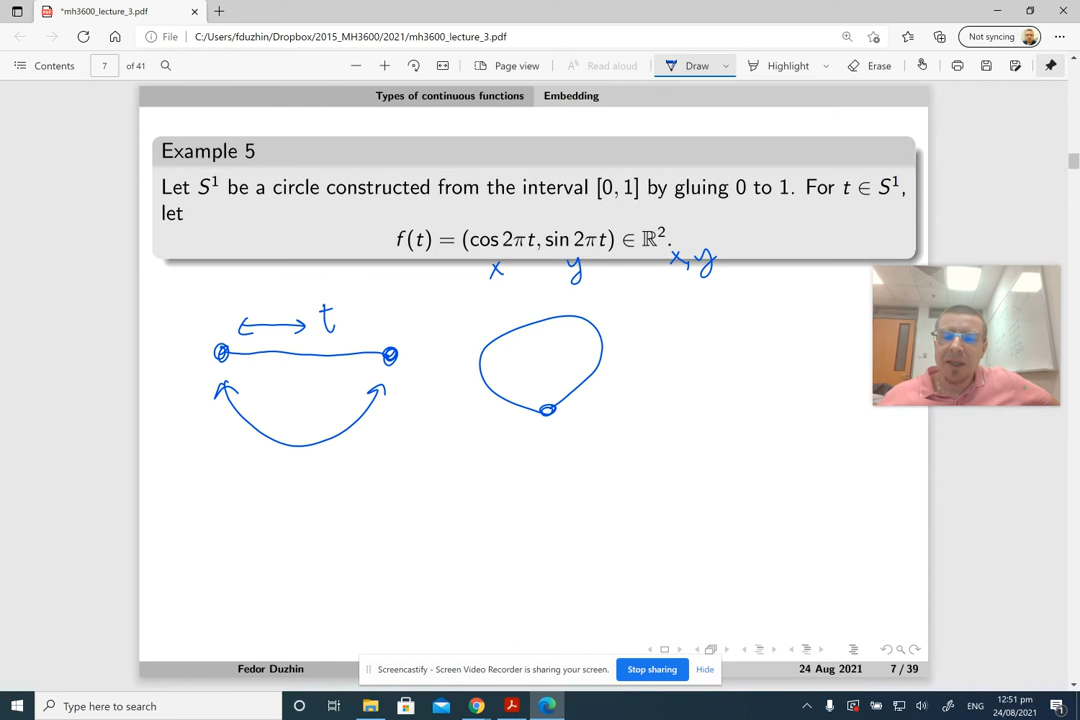 *mh3600_lecture_3.pdf
File
C:/Users/fduzhin/Dropbox/2015_MH3600/2021/mh3600_lecture_3.pdf
Not syncing
Contents
7 of 41
Page view
Read aloud
Draw
Highlight
Erase
Types of continuous functions Embedding
Example 5
Let S¹ be a circle constructed from the interval [0, 1] by gluing 0 to 1. For t ∈ S¹,
let
f(t) = (cos 2πt, sin 2πt) ∈ ℝ².
x y x,y
t
Fedor Duzhin
24 Aug 2021
7 / 39
Screencastify - Screen Video Recorder is sharing your screen.
Stop sharing
Hide
Type here to search
ENG
12:51 pm
24/08/2021
1